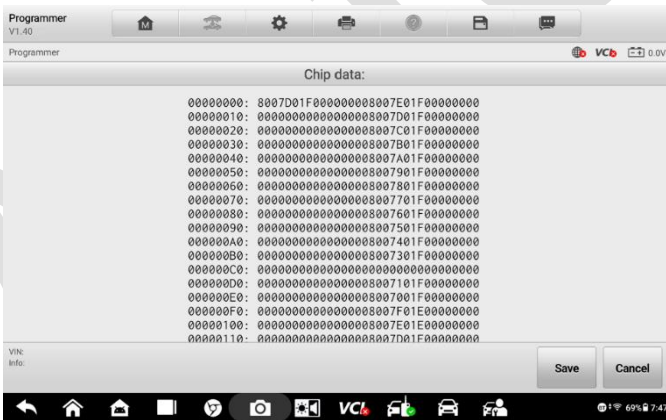 Programmer
V1.40
Programmer
VCI
0.0V
Chip data:
00000000: 8007D01F000000008007E01F00000000
00000010: 00000000000000008007D01F00000000
00000020: 00000000000000008007C01F00000000
00000030: 00000000000000008007B01F00000000
00000040: 00000000000000008007A01F00000000
00000050: 00000000000000008007901F00000000
00000060: 00000000000000008007801F00000000
00000070: 00000000000000008007701F00000000
00000080: 00000000000000008007601F00000000
00000090: 00000000000000008007501F00000000
000000A0: 00000000000000008007401F00000000
000000B0: 00000000000000008007301F00000000
000000C0: 00000000000000000000000000000000
000000D0: 00000000000000008007101F00000000
000000E0: 00000000000000008007001F00000000
000000F0: 00000000000000008007F01E00000000
00000100: 00000000000000008007E01E00000000
00000110: 00000000000000008007D01F00000000
VIN:
Info:
Save
Cancel
VCI
69%